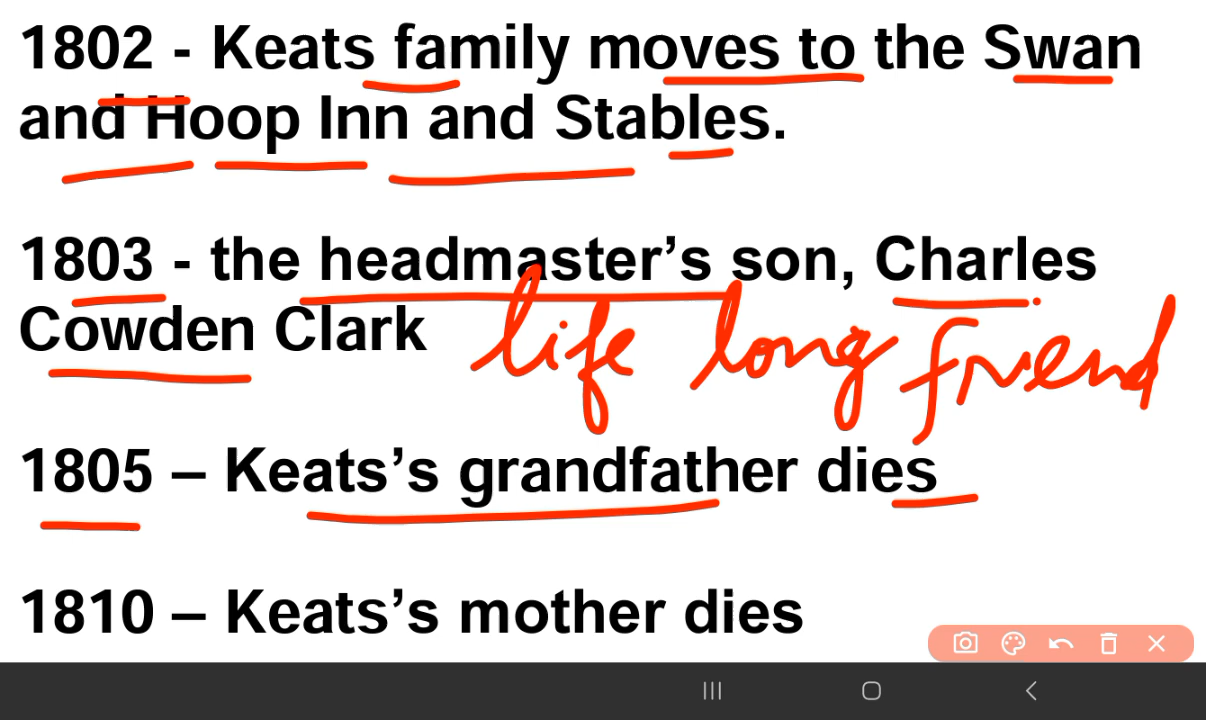 1802 - Keats family moves to the Swan
and Hoop Inn and Stables.
1803 - the headmaster’s son, Charles
Cowden Clark
life long friend
1805 – Keats’s grandfather dies
1810 – Keats’s mother dies